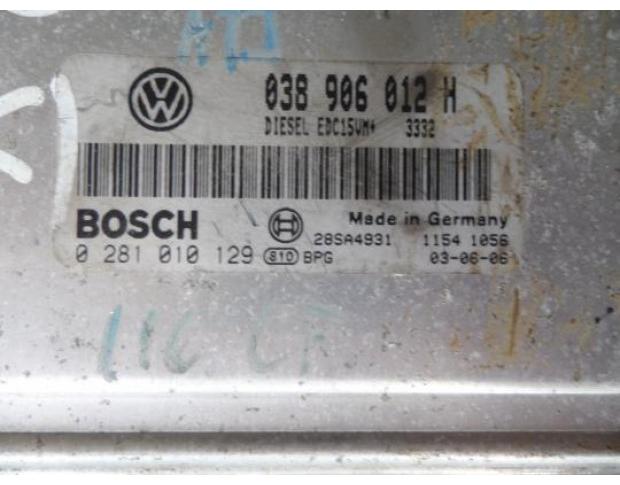 038 906 012 H
DIESEL EDC15VM+ 3332
BOSCH
Made in Germany
28SA4931 1154 1056
0 281 010 129 S10 BPG 03-06-06